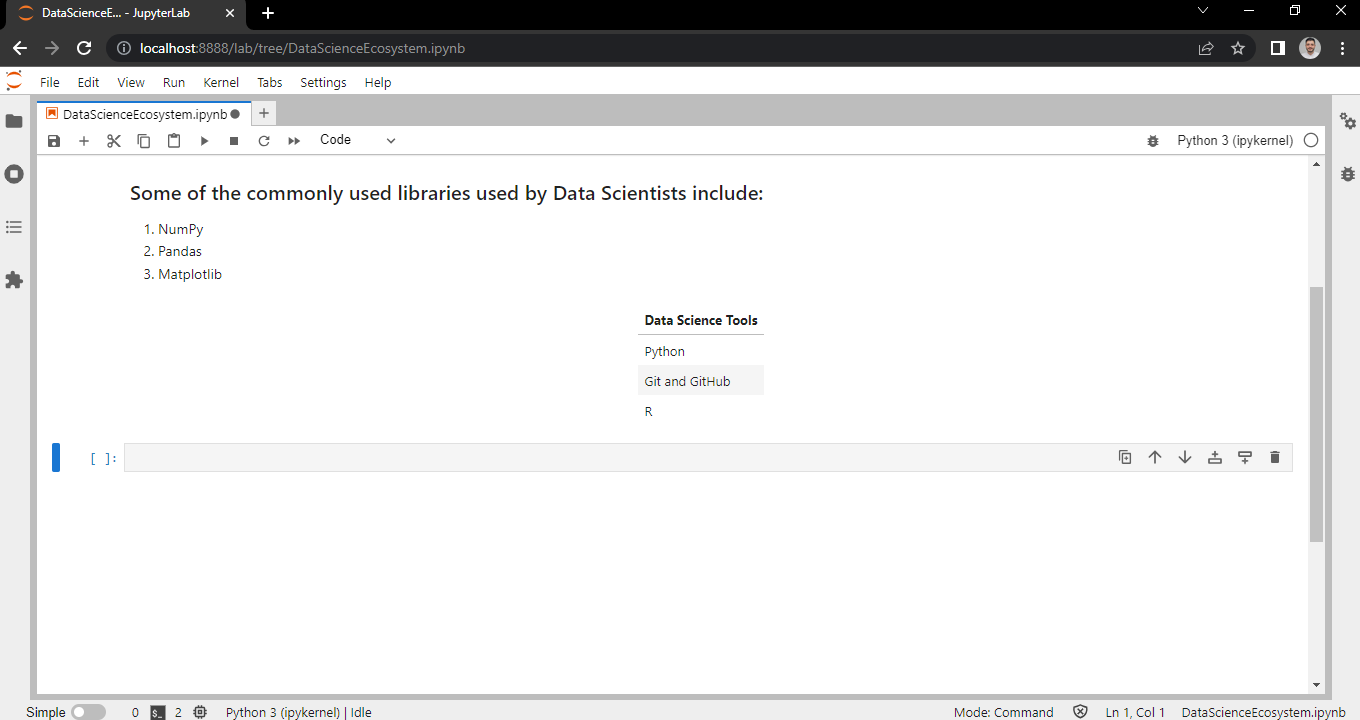 DataScienceE... - JupyterLab
localhost:8888/lab/tree/DataScienceEcosystem.ipynb
File Edit View Run Kernel Tabs Settings Help
DataScienceEcosystem.ipynb
Code Python 3 (ipykernel)
Some of the commonly used libraries used by Data Scientists include:
1. NumPy
2. Pandas
3. Matplotlib
Data Science Tools
Python
Git and GitHub
R
[ ]:
Simple 0 $_ 2 Python 3 (ipykernel) | Idle Mode: Command Ln 1, Col 1 DataScienceEcosystem.ipynb